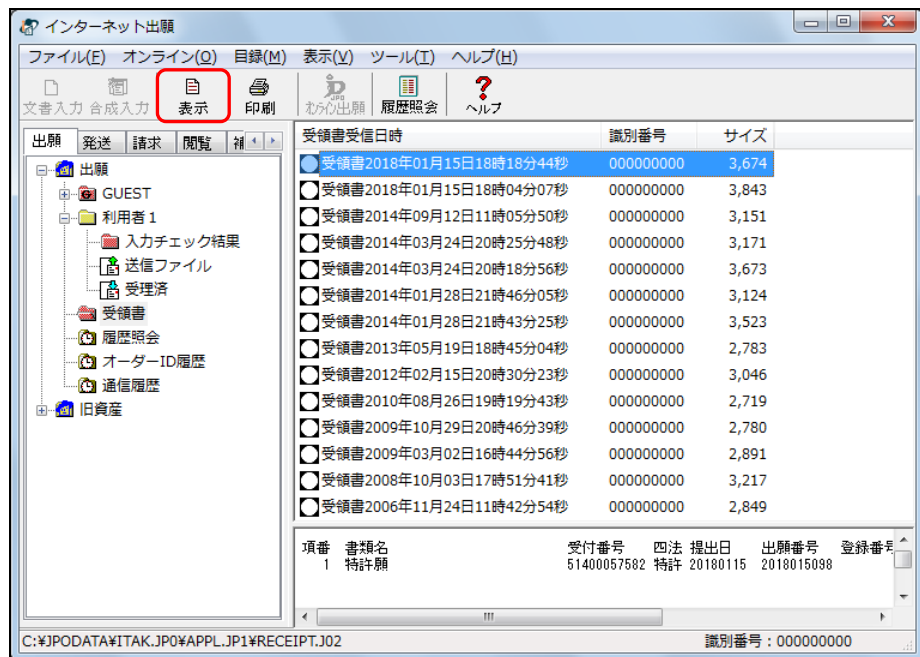 インターネット出願
ファイル(F) オンライン(O) 目録(M) 表示(V) ツール(T) ヘルプ(H)
文書入力 合成入力 表示 印刷 むらい出願 履歴照会 ヘルプ
出願 発送 請求 閲覧
受領書受信日時 識別番号 サイズ
出願
GUEST
利用者1
入力チェック結果
送信ファイル
受理済
受領書
履歴照会
オーダーID履歴
通信履歴
旧資産
受領書2018年01月15日18時18分44秒 000000000 3,674
受領書2018年01月15日18時04分07秒 000000000 3,843
受領書2014年09月12日11時05分50秒 000000000 3,151
受領書2014年03月24日20時25分48秒 000000000 3,171
受領書2014年03月24日20時18分56秒 000000000 3,673
受領書2014年01月28日21時46分05秒 000000000 3,124
受領書2014年01月28日21時43分25秒 000000000 3,523
受領書2013年05月19日18時45分04秒 000000000 2,783
受領書2012年02月15日20時30分23秒 000000000 3,046
受領書2010年08月26日19時19分43秒 000000000 2,719
受領書2009年10月29日20時46分39秒 000000000 2,780
受領書2009年03月02日16時44分56秒 000000000 2,891
受領書2008年10月03日17時51分41秒 000000000 3,217
受領書2006年11月24日11時42分54秒 000000000 2,849
項番 書類名 受付番号 四法 提出日 出願番号 登録番号
1 特許願 51400057582 特許 20180115 2018015098
C:¥JPODATA¥ITAK.JP0¥APPL.JP1¥RECEIPT.J02 識別番号:000000000